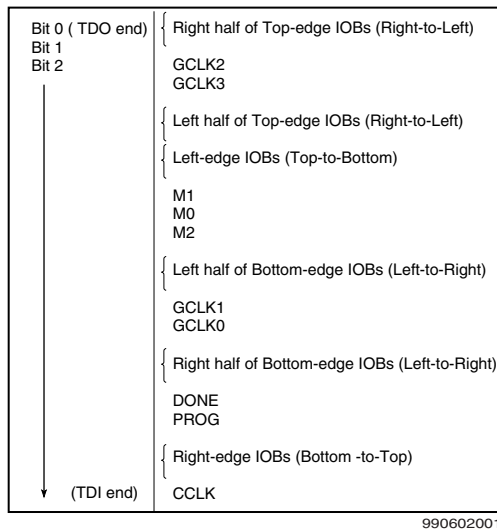 Bit 0 ( TDO end)
Bit 1
Bit 2
Right half of Top-edge IOBs (Right-to-Left)
GCLK2
GCLK3
Left half of Top-edge IOBs (Right-to-Left)
Left-edge IOBs (Top-to-Bottom)
M1
M0
M2
Left half of Bottom-edge IOBs (Left-to-Right)
GCLK1
GCLK0
Right half of Bottom-edge IOBs (Left-to-Right)
DONE
PROG
Right-edge IOBs (Bottom -to-Top)
(TDI end)
CCLK
990602001